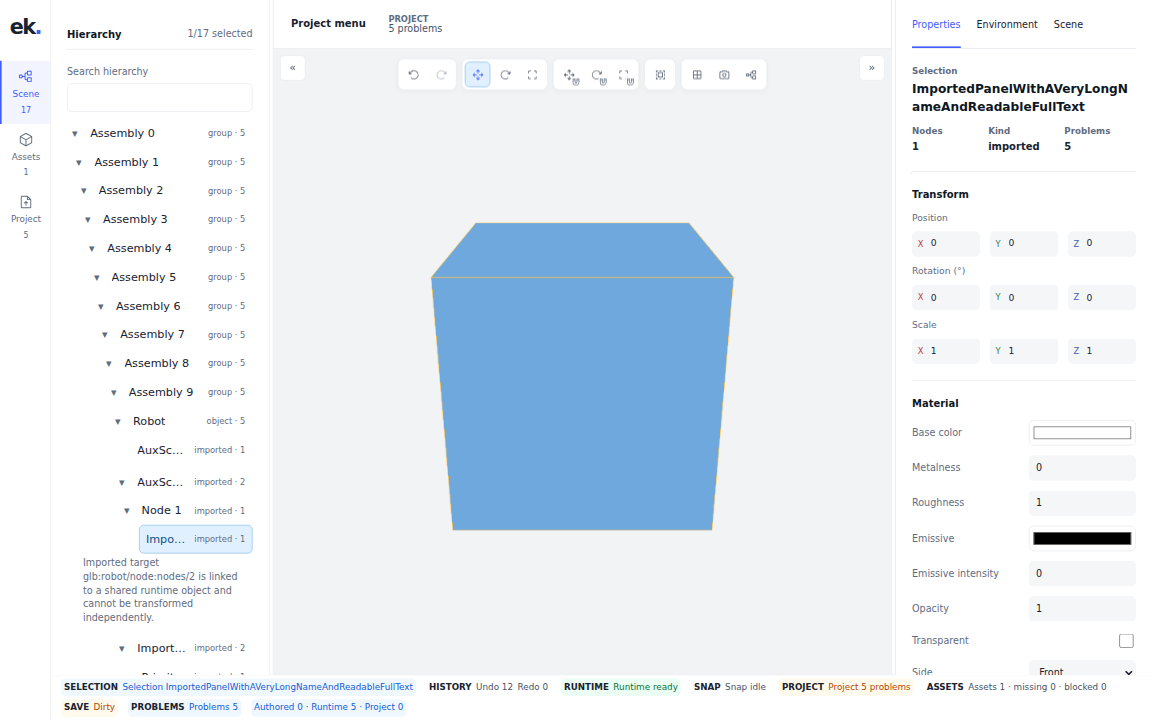 ek.
Scene
17
Assets
1
Project
5
Hierarchy 1/17 selected
Search hierarchy
▼ Assembly 0 group · 5
▼ Assembly 1 group · 5
▼ Assembly 2 group · 5
▼ Assembly 3 group · 5
▼ Assembly 4 group · 5
▼ Assembly 5 group · 5
▼ Assembly 6 group · 5
▼ Assembly 7 group · 5
▼ Assembly 8 group · 5
▼ Assembly 9 group · 5
▼ Robot object · 5
AuxSc... imported · 1
▼ AuxSc... imported · 2
▼ Node 1 imported · 1
Impo... imported · 1
Imported target
glb:robot/node:nodes/2 is linked
to a shared runtime object and
cannot be transformed
independently.
▼ Import... imported · 2
Project menu
PROJECT
5 problems
«
»
Properties Environment Scene
Selection
ImportedPanelWithAVeryLongN
ameAndReadableFullText
Nodes Kind Problems
1 imported 5
Transform
Position
X 0 Y 0 Z 0
Rotation (°)
X 0 Y 0 Z 0
Scale
X 1 Y 1 Z 1
Material
Base color
Metalness 0
Roughness 1
Emissive
Emissive intensity 0
Opacity 1
Transparent
Side Front
SELECTION Selection ImportedPanelWithAVeryLongNameAndReadableFullText HISTORY Undo 12 Redo 0 RUNTIME Runtime ready SNAP Snap idle PROJECT Project 5 problems ASSETS Assets 1 · missing 0 · blocked 0
SAVE Dirty PROBLEMS Problems 5 Authored 0 · Runtime 5 · Project 0